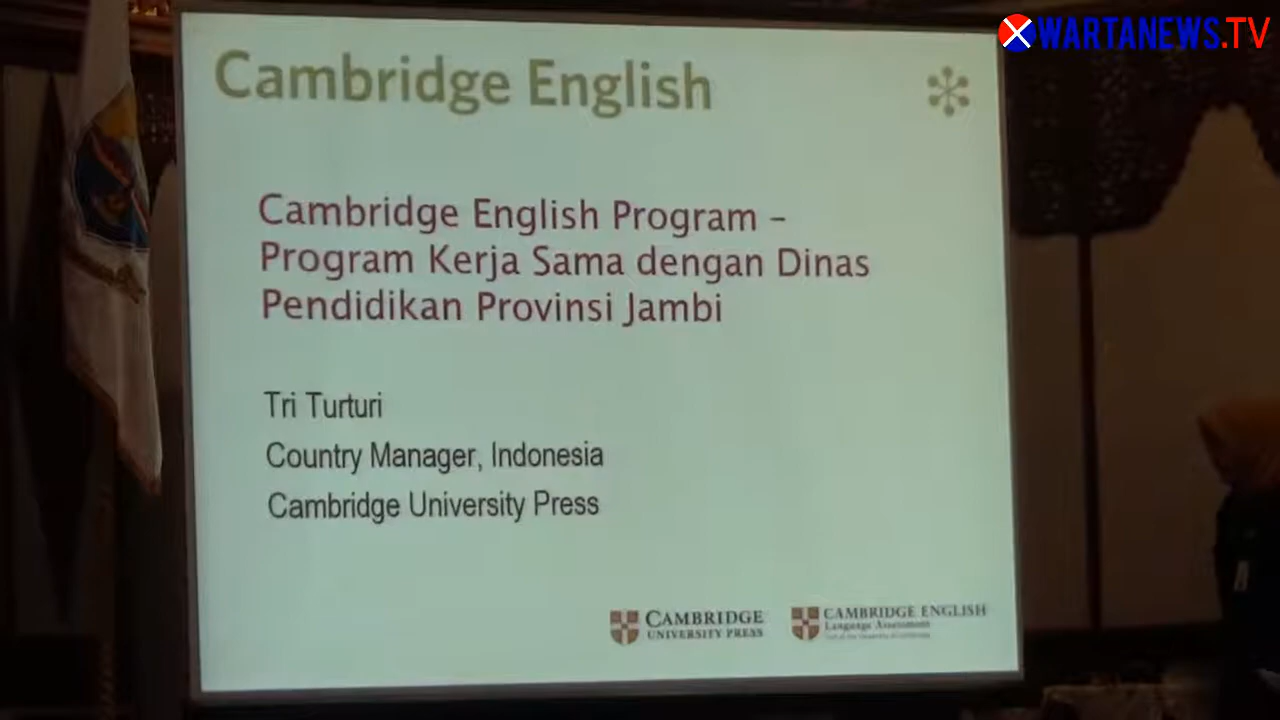 WARTANEWS.TV
Cambridge English
Cambridge English Program –
Program Kerja Sama dengan Dinas
Pendidikan Provinsi Jambi
Tri Turturi
Country Manager, Indonesia
Cambridge University Press
CAMBRIDGE
UNIVERSITY PRESS
CAMBRIDGE ENGLISH
Language Assessment